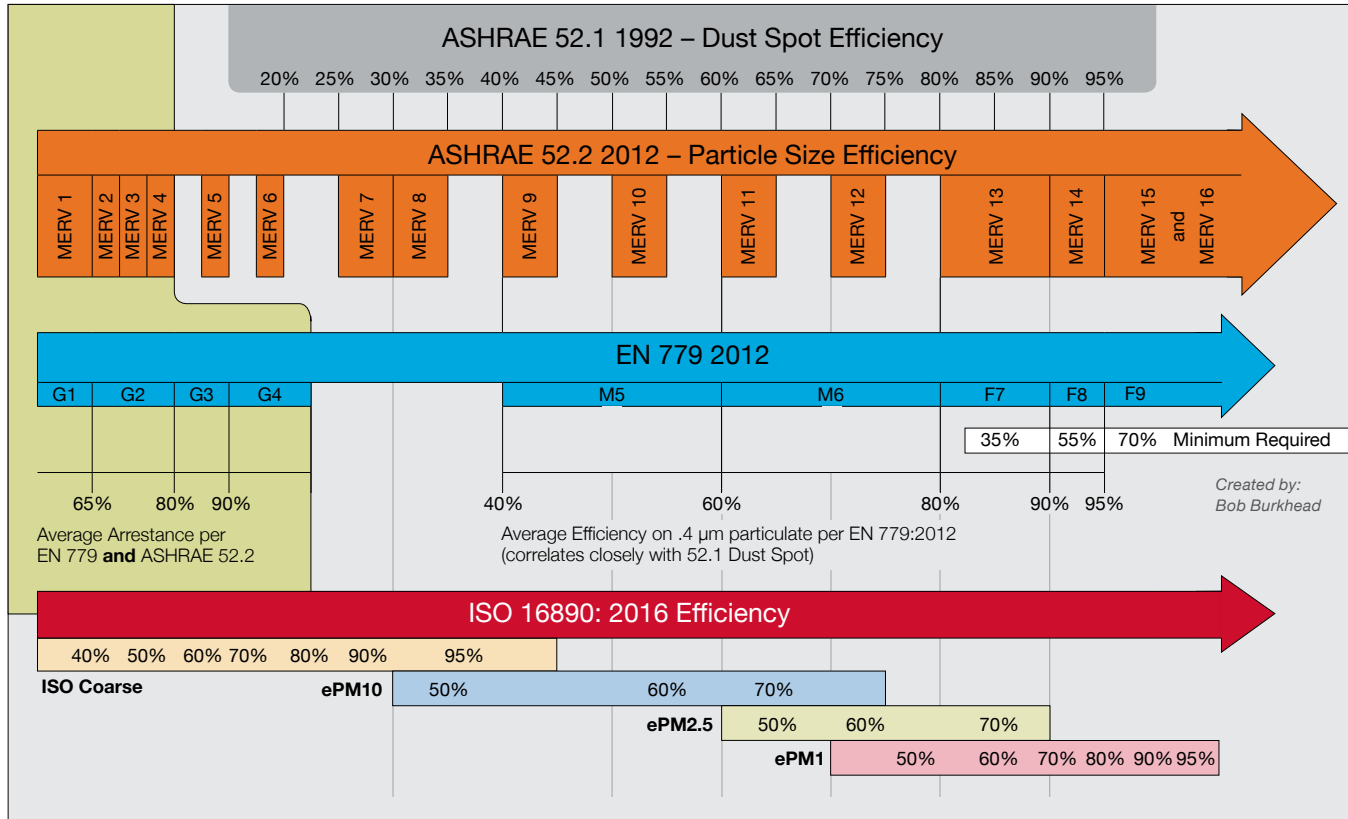 ASHRAE 52.1 1992 – Dust Spot Efficiency
20% 25% 30% 35% 40% 45% 50% 55% 60% 65% 70% 75% 80% 85% 90% 95%
ASHRAE 52.2 2012 – Particle Size Efficiency
MERV 1
MERV 2
MERV 3
MERV 4
MERV 5
MERV 6
MERV 7
MERV 8
MERV 9
MERV 10
MERV 11
MERV 12
MERV 13
MERV 14
MERV 15
and
MERV 16
EN 779 2012
G1 G2 G3 G4 M5 M6 F7 F8 F9
35% 55% 70% Minimum Required
65% 80% 90% 40% 60% 80% 90% 95%
Created by:
Bob Burkhead
Average Arrestance per
EN 779 and ASHRAE 52.2
Average Efficiency on .4 µm particulate per EN 779:2012
(correlates closely with 52.1 Dust Spot)
ISO 16890: 2016 Efficiency
40% 50% 60% 70% 80% 90% 95%
ISO Coarse
ePM10 50% 60% 70%
ePM2.5 50% 60% 70%
ePM1 50% 60% 70% 80% 90% 95%